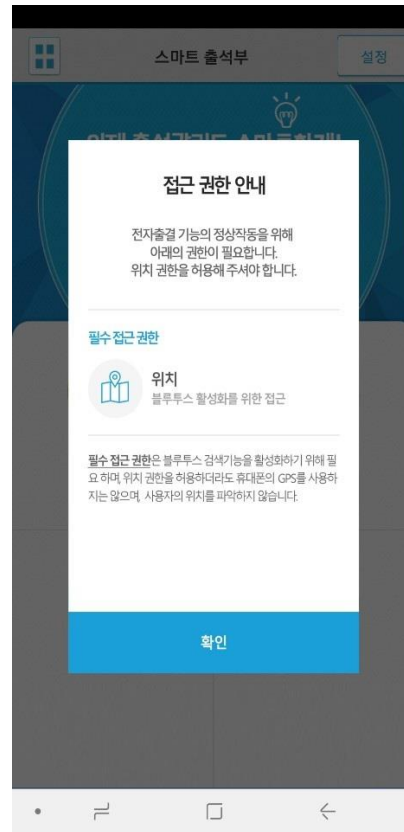 스마트 출석부
설정
접근 권한 안내
전자출결 기능의 정상작동을 위해
아래의 권한이 필요합니다.
위치 권한을 허용해 주셔야 합니다.
필수 접근 권한
위치
블루투스 활성화를 위한 접근
필수 접근 권한은 블루투스 검색기능을 활성화하기 위해 필
요 하며, 위치 권한을 허용하더라도 휴대폰의 GPS를 사용하
지는 않으며, 사용자의 위치를 파악하지 않습니다.
확인